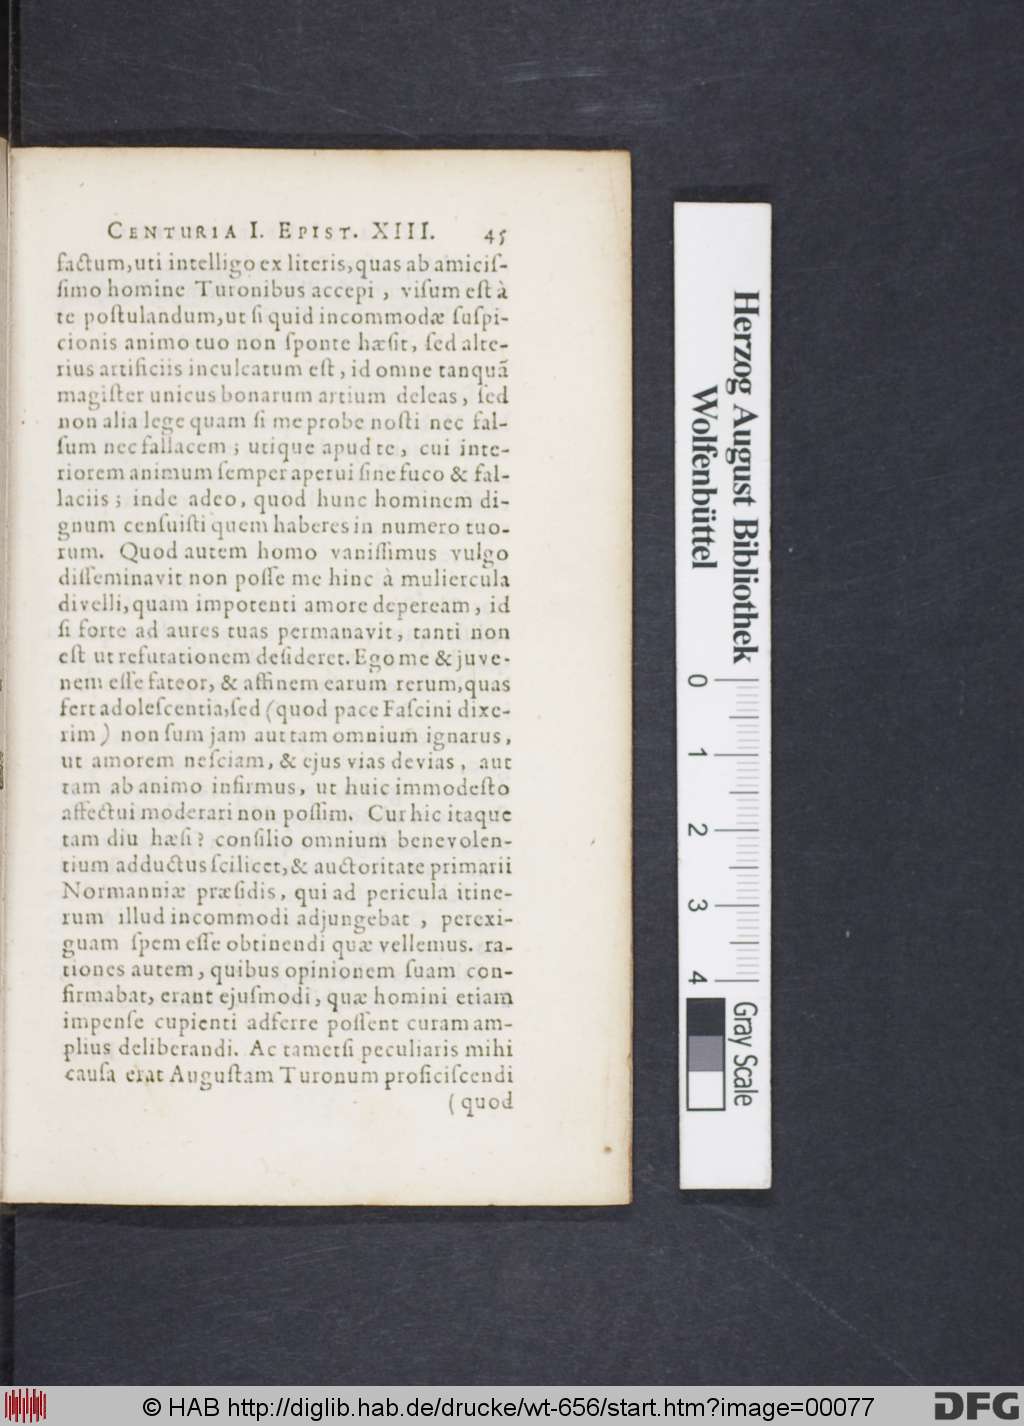 CENTURIA I. EPIST. XIII. 45
factum, uti intelligo ex literis, quas ab amicis-
simo homine Turonibus accepi, visum est à
te postulandum, ut si quid incommodæ suspi-
cionis animo tuo non sponte hæsit, sed alte-
rius artificiis inculcatum est, id omne tanquã
magister unicus bonarum artium deleas, sed
non alia lege quam si me probe nosti nec fal-
sum nec fallacem; utique apud te, cui inte-
riorem animum semper aperui sine fuco & fal-
laciis; inde adeo, quod hunc hominem di-
gnum censuisti quem haberes in numero tuo-
rum. Quod autem homo vanissimus vulgo
disseminavit non posse me hinc à muliercula
divelli, quam impotenti amore depeream, id
si forte ad aures tuas permanavit, tanti non
est ut refutationem desideret. Ego me & juve-
nem esse fateor, & affinem earum rerum, quas
fert adolescentia, sed (quod pace Fascini dixe-
rim) non sum jam aut tam omnium ignarus,
ut amorem nesciam, & ejus vias devias, aut
tam ab animo infirmus, ut huic immodesto
affectui moderari non possim. Cur hic itaque
tam diu hæsi? consilio omnium benevolen-
tium adductus scilicet, & auctoritate primarii
Normanniæ præsidis, qui ad pericula itine-
rum illud incommodi adjungebat, perexi-
guam spem esse obtinendi quæ vellemus. ra-
tiones autem, quibus opinionem suam con-
firmabat, erant ejusmodi, quæ homini etiam
impense cupienti adferre possent curam am-
plius deliberandi. Ac tametsi peculiaris mihi
causa erat Augustam Turonum proficiscendi
(quod
Herzog August Bibliothek
Wolfenbüttel
0 1 2 3 4
Gray Scale
© HAB http://diglib.hab.de/drucke/wt-656/start.htm?image=00077
DFG